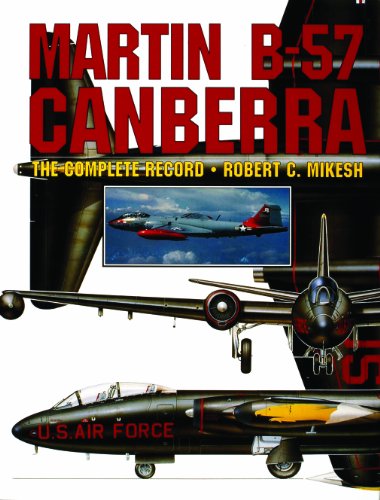 MARTIN B-57
CANBERRA
THE COMPLETE RECORD • ROBERT C. MIKESH
U.S. AIR FORCE